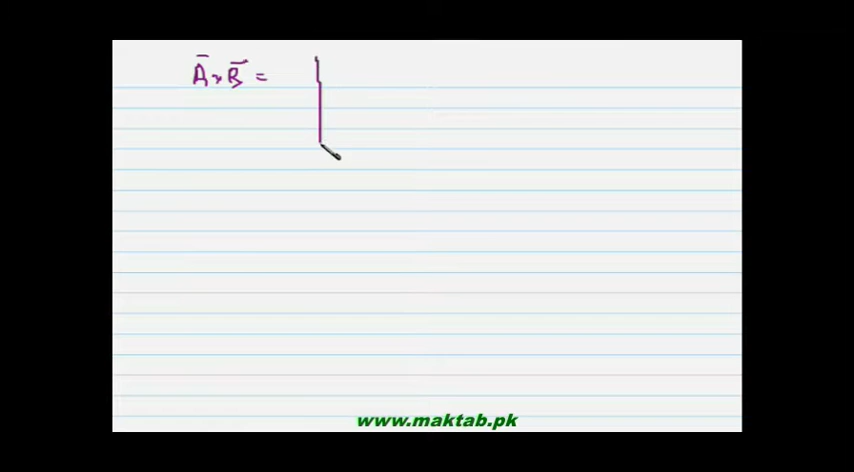 A̅ × B̅ = |
www.maktab.pk